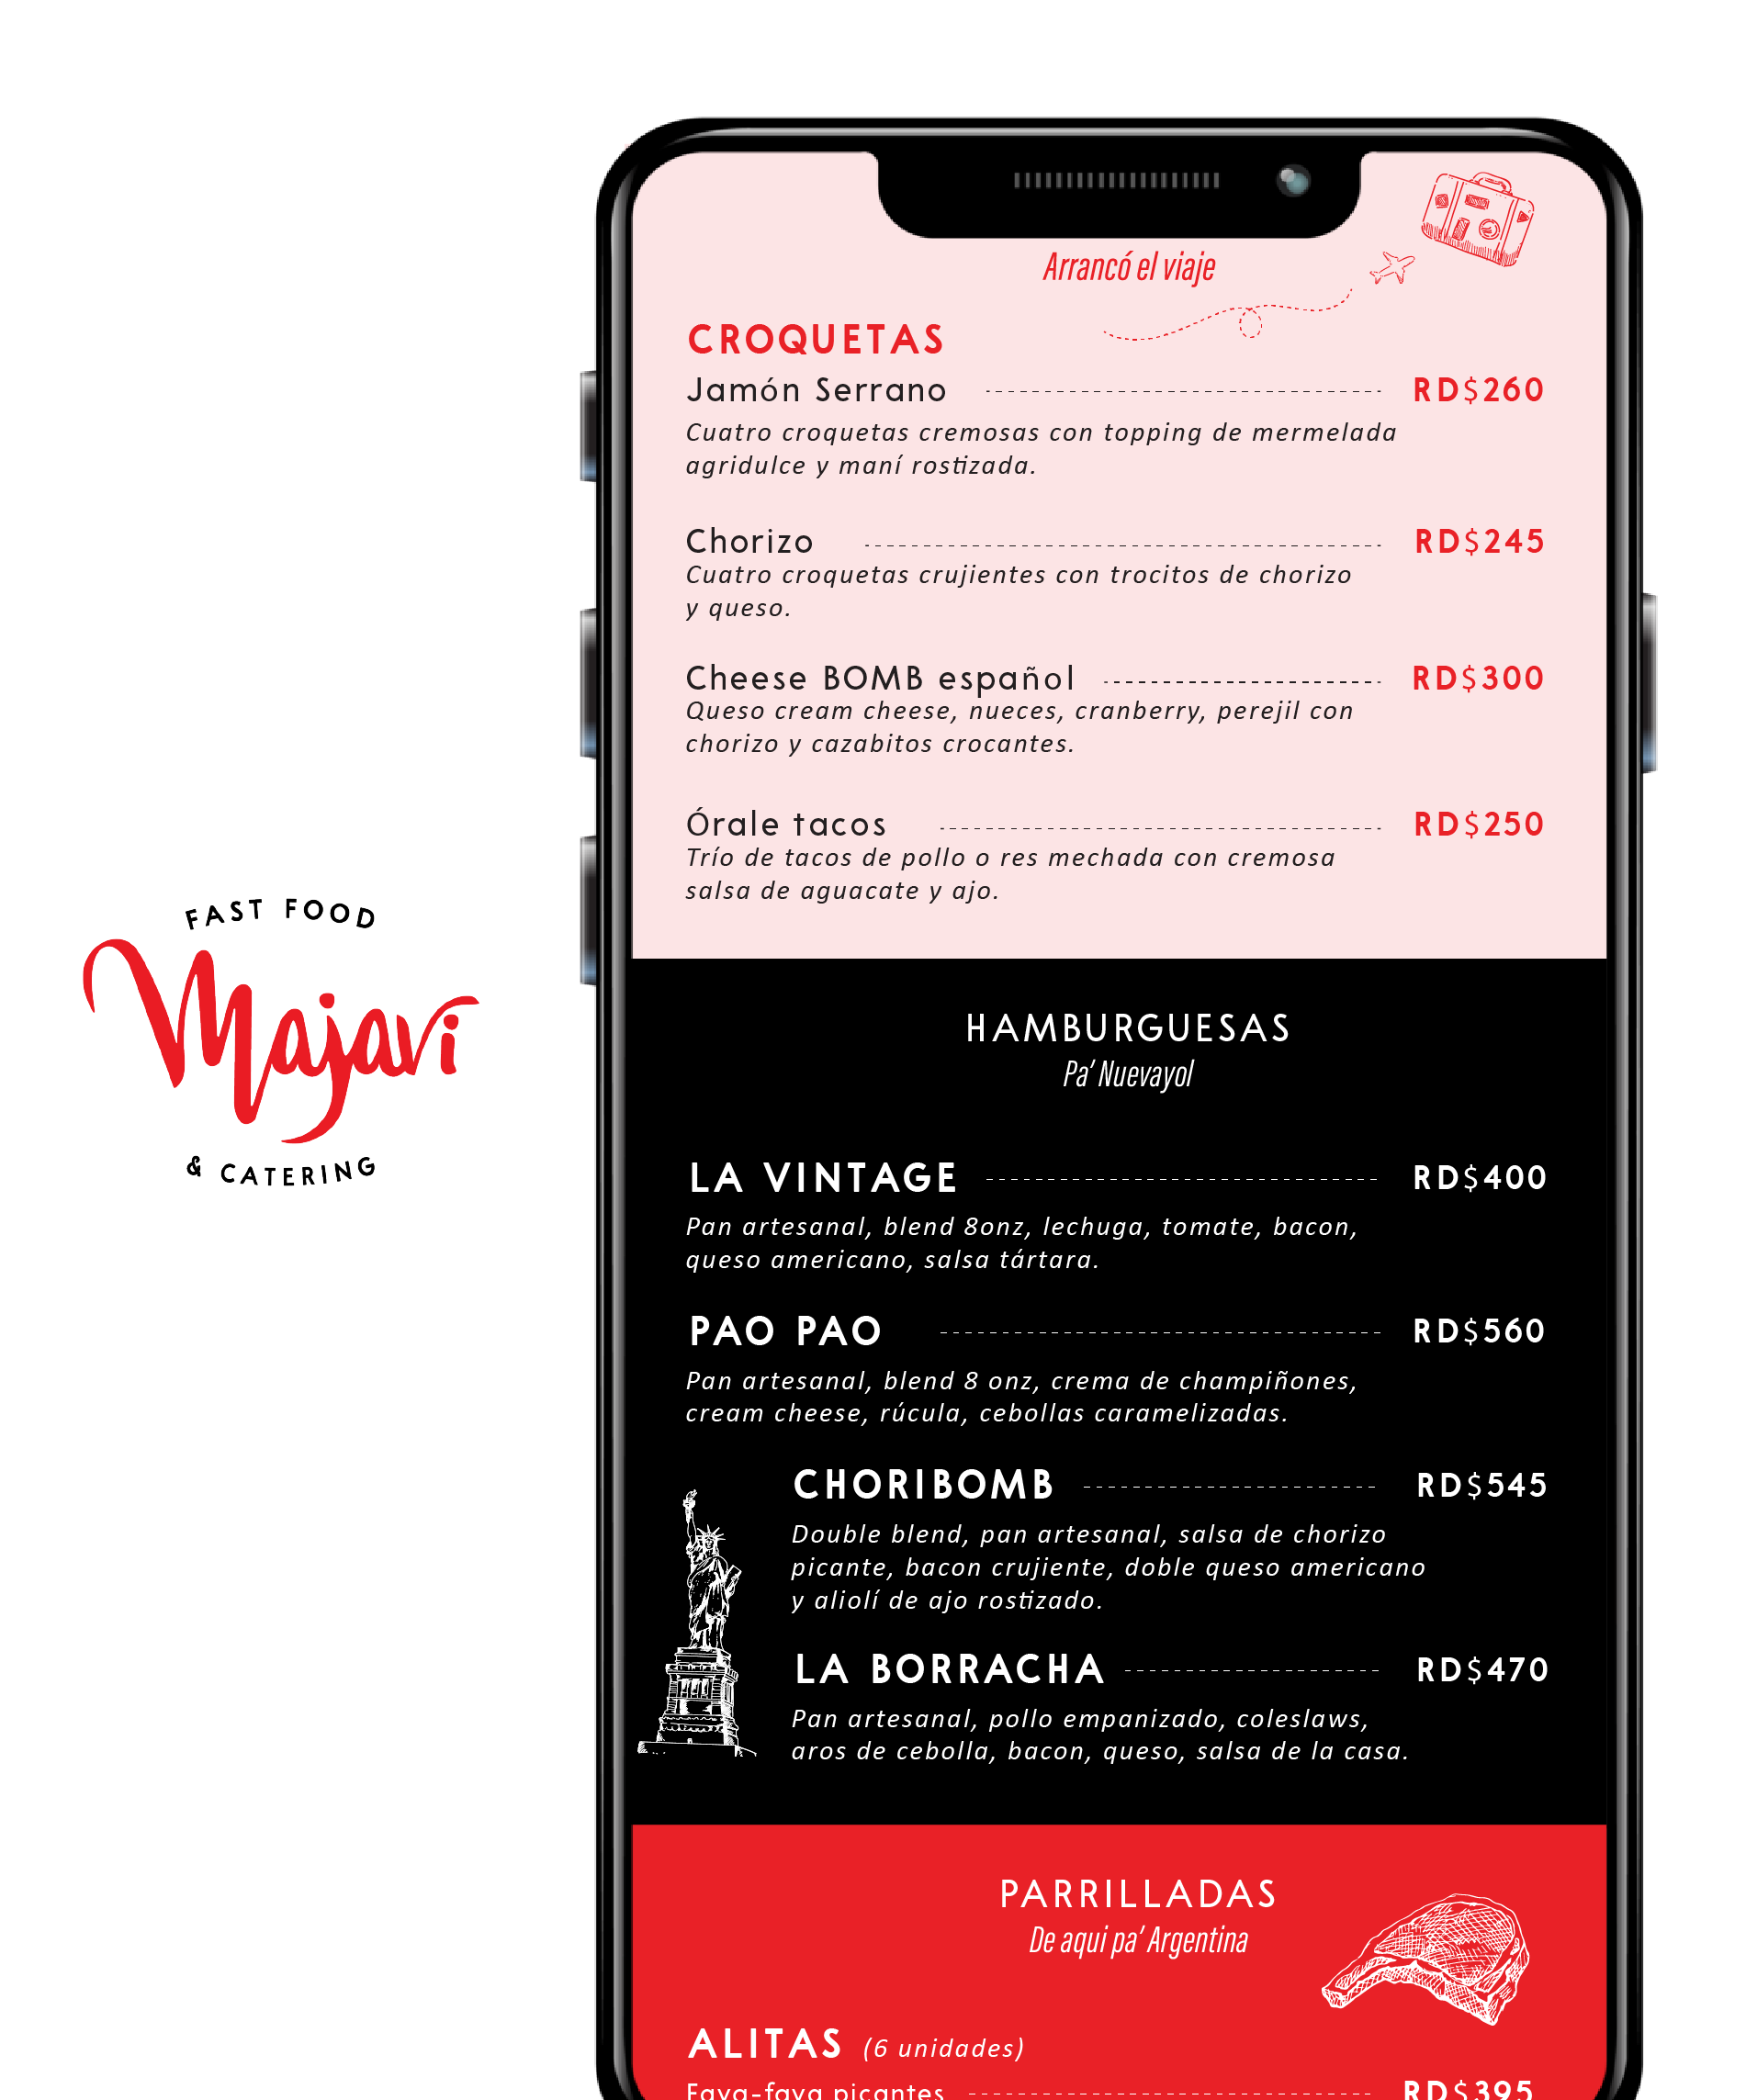 FAST FOOD
Majavi
& CATERING
Arrancó el viaje
CROQUETAS
Jamón Serrano RD$260
Cuatro croquetas cremosas con topping de mermelada
agridulce y maní rostizada.
Chorizo RD$245
Cuatro croquetas crujientes con trocitos de chorizo
y queso.
Cheese BOMB español RD$300
Queso cream cheese, nueces, cranberry, perejil con
chorizo y cazabitos crocantes.
Órale tacos RD$250
Trío de tacos de pollo o res mechada con cremosa
salsa de aguacate y ajo.
HAMBURGUESAS
Pa' Nuevayol
LA VINTAGE RD$400
Pan artesanal, blend 8onz, lechuga, tomate, bacon,
queso americano, salsa tártara.
PAO PAO RD$560
Pan artesanal, blend 8 onz, crema de champiñones,
cream cheese, rúcula, cebollas caramelizadas.
CHORIBOMB RD$545
Double blend, pan artesanal, salsa de chorizo
picante, bacon crujiente, doble queso americano
y aliolí de ajo rostizado.
LA BORRACHA RD$470
Pan artesanal, pollo empanizado, coleslaws,
aros de cebolla, bacon, queso, salsa de la casa.
PARRILLADAS
De aqui pa' Argentina
ALITAS (6 unidades)
Faya-faya picantes RD$395